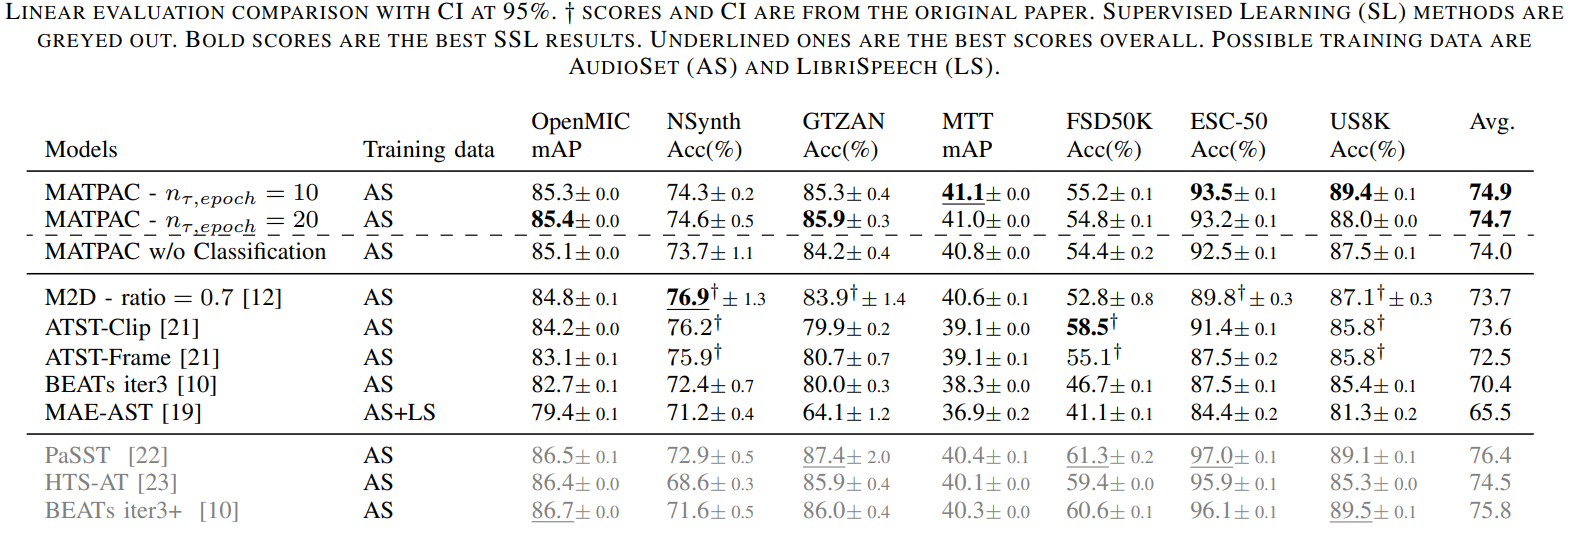 LINEAR EVALUATION COMPARISON WITH CI AT 95%. † SCORES AND CI ARE FROM THE ORIGINAL PAPER. SUPERVISED LEARNING (SL) METHODS ARE
GREYED OUT. BOLD SCORES ARE THE BEST SSL RESULTS. UNDERLINED ONES ARE THE BEST SCORES OVERALL. POSSIBLE TRAINING DATA ARE
AUDIOSET (AS) AND LIBRISPEECH (LS).
OpenMIC NSynth GTZAN MTT FSD50K ESC-50 US8K Avg.
Models Training data mAP Acc(%) Acc(%) mAP Acc(%) Acc(%) Acc(%)
MATPAC - n_{τ,epoch} = 10 AS 85.3± 0.0 74.3± 0.2 85.3± 0.4 41.1± 0.0 55.2± 0.1 93.5± 0.1 89.4± 0.1 74.9
MATPAC - n_{τ,epoch} = 20 AS 85.4± 0.0 74.6± 0.5 85.9± 0.3 41.0± 0.0 54.8± 0.1 93.2± 0.1 88.0± 0.0 74.7
MATPAC w/o Classification AS 85.1± 0.0 73.7± 1.1 84.2± 0.4 40.8± 0.0 54.4± 0.2 92.5± 0.1 87.5± 0.1 74.0
M2D - ratio = 0.7 [12] AS 84.8± 0.1 76.9† ± 1.3 83.9† ± 1.4 40.6± 0.1 52.8± 0.8 89.8† ± 0.3 87.1† ± 0.3 73.7
ATST-Clip [21] AS 84.2± 0.0 76.2† 79.9± 0.2 39.1± 0.0 58.5† 91.4± 0.1 85.8† 73.6
ATST-Frame [21] AS 83.1± 0.1 75.9† 80.7± 0.7 39.1± 0.1 55.1† 87.5± 0.2 85.8† 72.5
BEATs iter3 [10] AS 82.7± 0.1 72.4± 0.7 80.0± 0.3 38.3± 0.0 46.7± 0.1 87.5± 0.1 85.4± 0.1 70.4
MAE-AST [19] AS+LS 79.4± 0.1 71.2± 0.4 64.1± 1.2 36.9± 0.2 41.1± 0.1 84.4± 0.2 81.3± 0.2 65.5
PaSST [22] AS 86.5± 0.1 72.9± 0.5 87.4± 2.0 40.4± 0.1 61.3± 0.2 97.0± 0.1 89.1± 0.1 76.4
HTS-AT [23] AS 86.4± 0.0 68.6± 0.3 85.9± 0.4 40.1± 0.0 59.4± 0.0 95.9± 0.1 85.3± 0.0 74.5
BEATs iter3+ [10] AS 86.7± 0.0 71.6± 0.5 86.0± 0.4 40.3± 0.0 60.6± 0.1 96.1± 0.1 89.5± 0.1 75.8